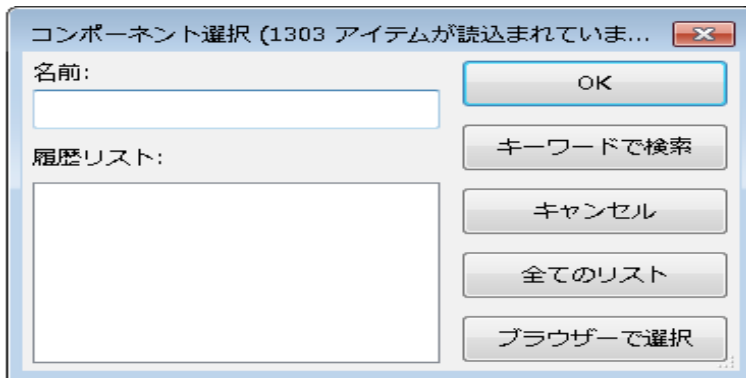 コンポーネント選択 (1303 アイテムが読込まれていま...
名前:
OK
キーワードで検索
履歴リスト:
キャンセル
全てのリスト
ブラウザーで選択